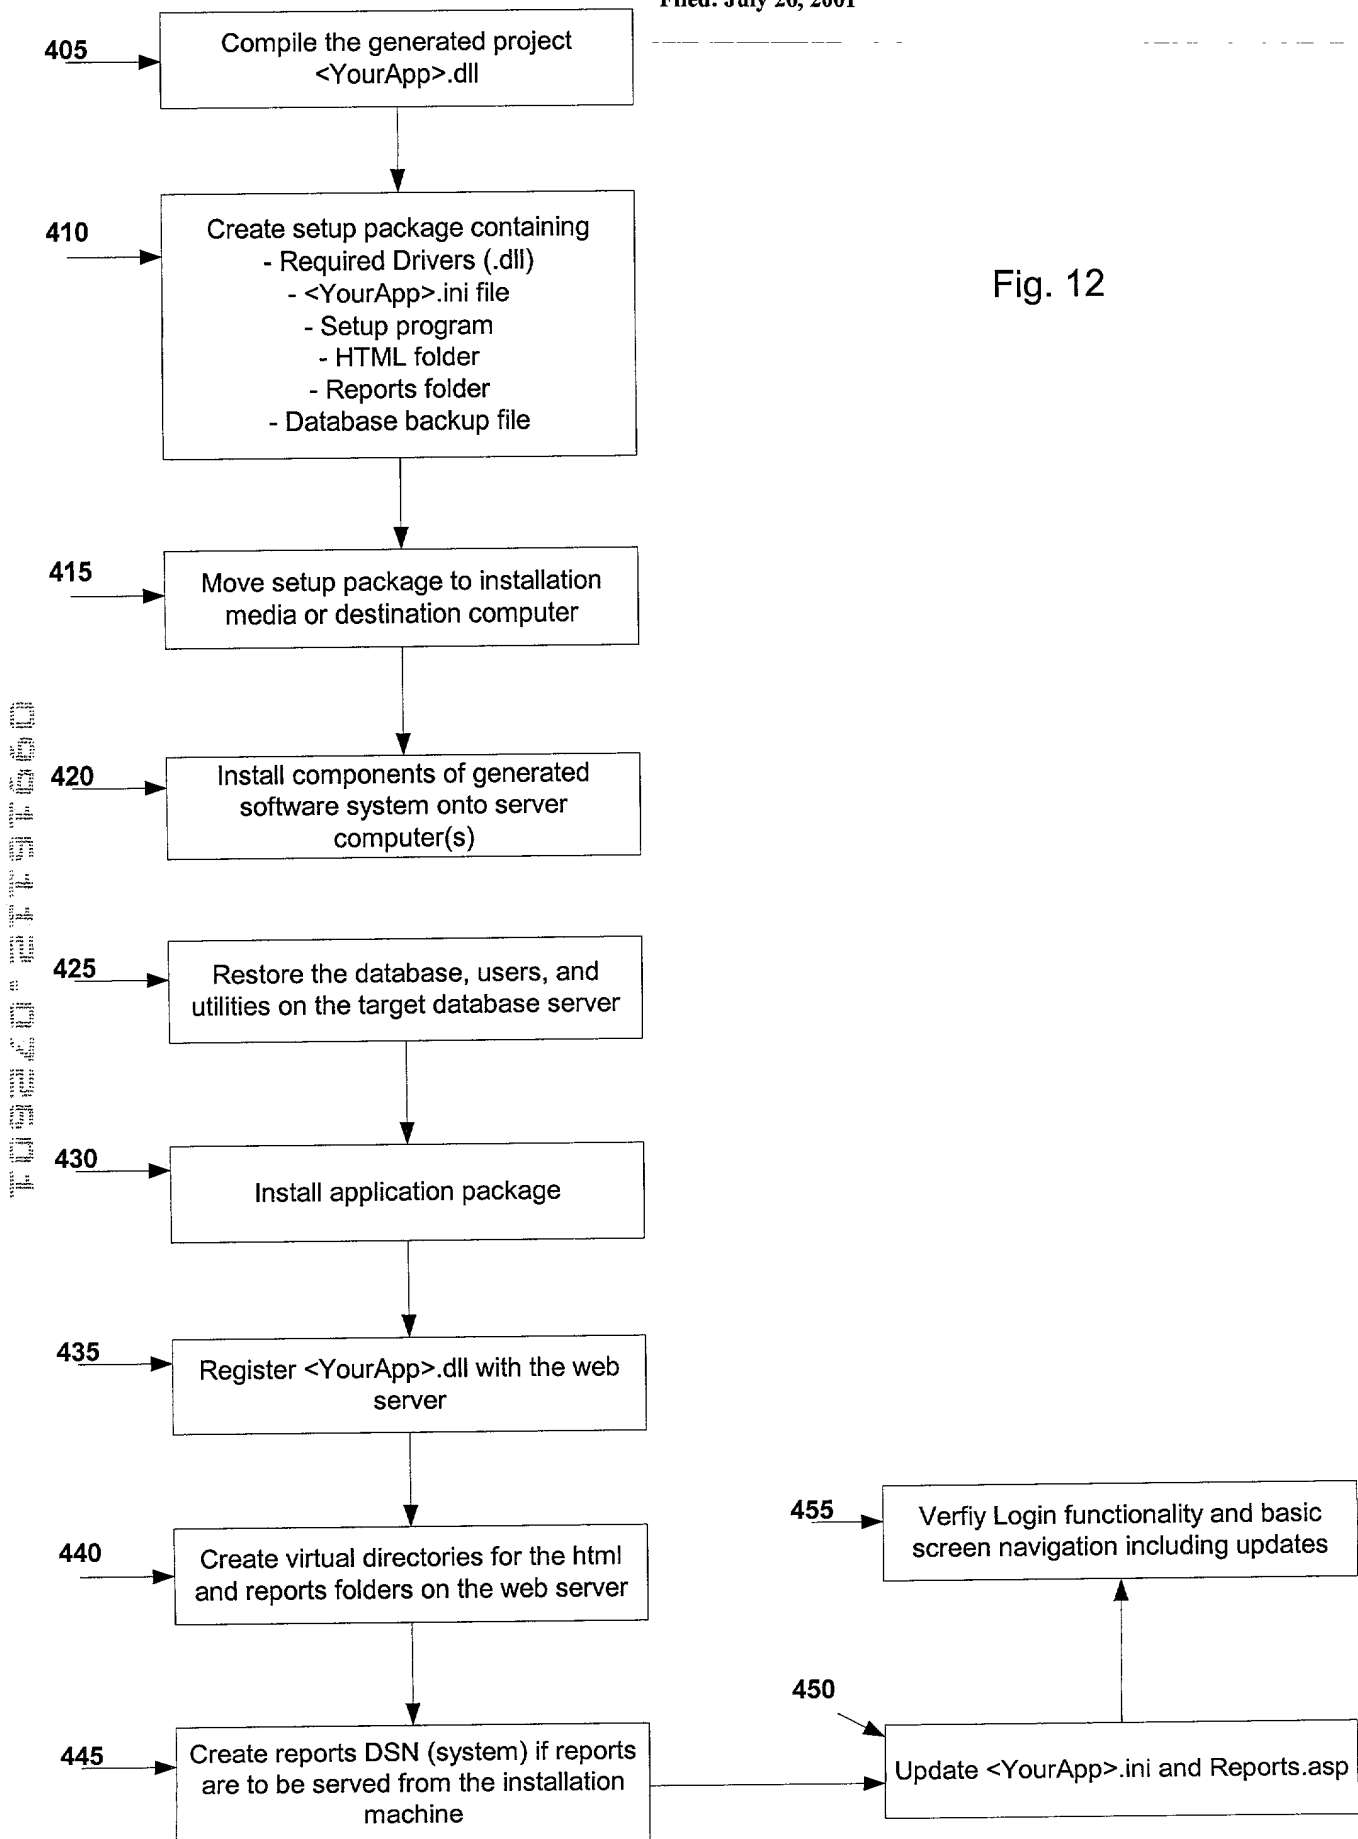 Filed: July 26, 2001
405
Compile the generated project
<YourApp>.dll
410
Create setup package containing
- Required Drivers (.dll)
- <YourApp>.ini file
- Setup program
- HTML folder
- Reports folder
- Database backup file
Fig. 12
415
Move setup package to installation
media or destination computer
420
Install components of generated
software system onto server
computer(s)
425
Restore the database, users, and
utilities on the target database server
430
Install application package
435
Register <YourApp>.dll with the web
server
440
Create virtual directories for the html
and reports folders on the web server
445
Create reports DSN (system) if reports
are to be served from the installation
machine
450
Update <YourApp>.ini and Reports.asp
455
Verfiy Login functionality and basic
screen navigation including updates